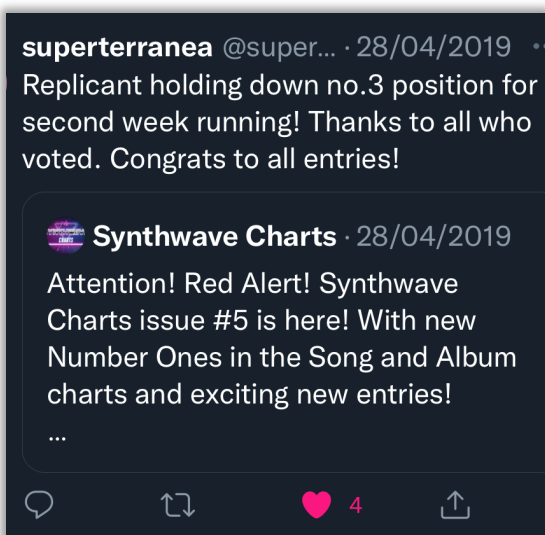 superterranea @super... · 28/04/2019
Replicant holding down no.3 position for
second week running! Thanks to all who
voted. Congrats to all entries!
Synthwave Charts · 28/04/2019
Attention! Red Alert! Synthwave
Charts issue #5 is here! With new
Number Ones in the Song and Album
charts and exciting new entries!
...
4